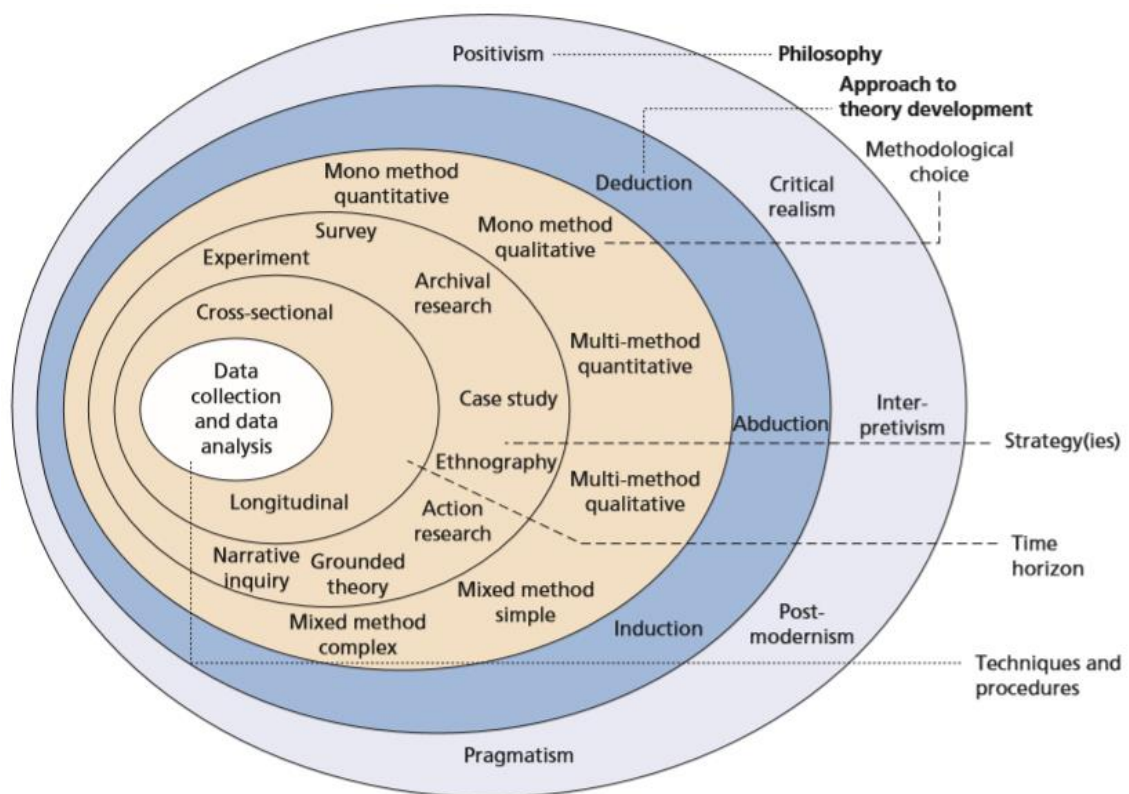 Positivism
Philosophy
Approach to
theory development
Methodological
choice
Mono method
quantitative
Deduction
Critical
realism
Mono method
qualitative
Survey
Experiment
Archival
research
Cross-sectional
Multi-method
quantitative
Data
collection
and data
analysis
Case study
Abduction
Inter-
pretivism
Strategy(ies)
Ethnography
Multi-method
qualitative
Longitudinal
Action
research
Time
horizon
Narrative
inquiry
Grounded
theory
Mixed method
simple
Mixed method
complex
Induction
Post-
modernism
Techniques and
procedures
Pragmatism